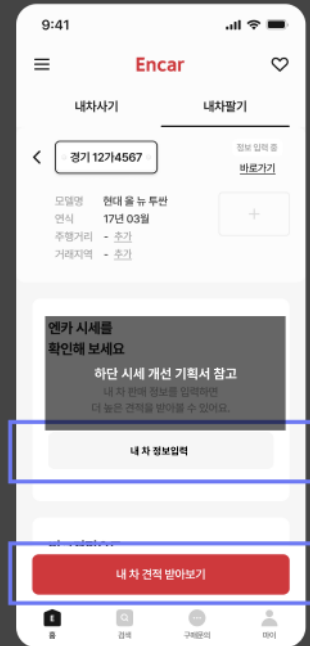 9:41
Encar
내차사기 내차팔기
경기 12가4567
정보 입력 중
바로가기
모델명 현대 올 뉴 투싼
연식 17년 03월
주행거리 - 추가
거래지역 - 추가
엔카 시세를
확인해 보세요
하단 시세 개선 기획서 참고
내 차 판매 정보를 입력하면
더 높은 견적을 받아볼 수 있어요.
내 차 정보입력
내 차 견적 받아보기
E
홈 검색 구매문의 마이